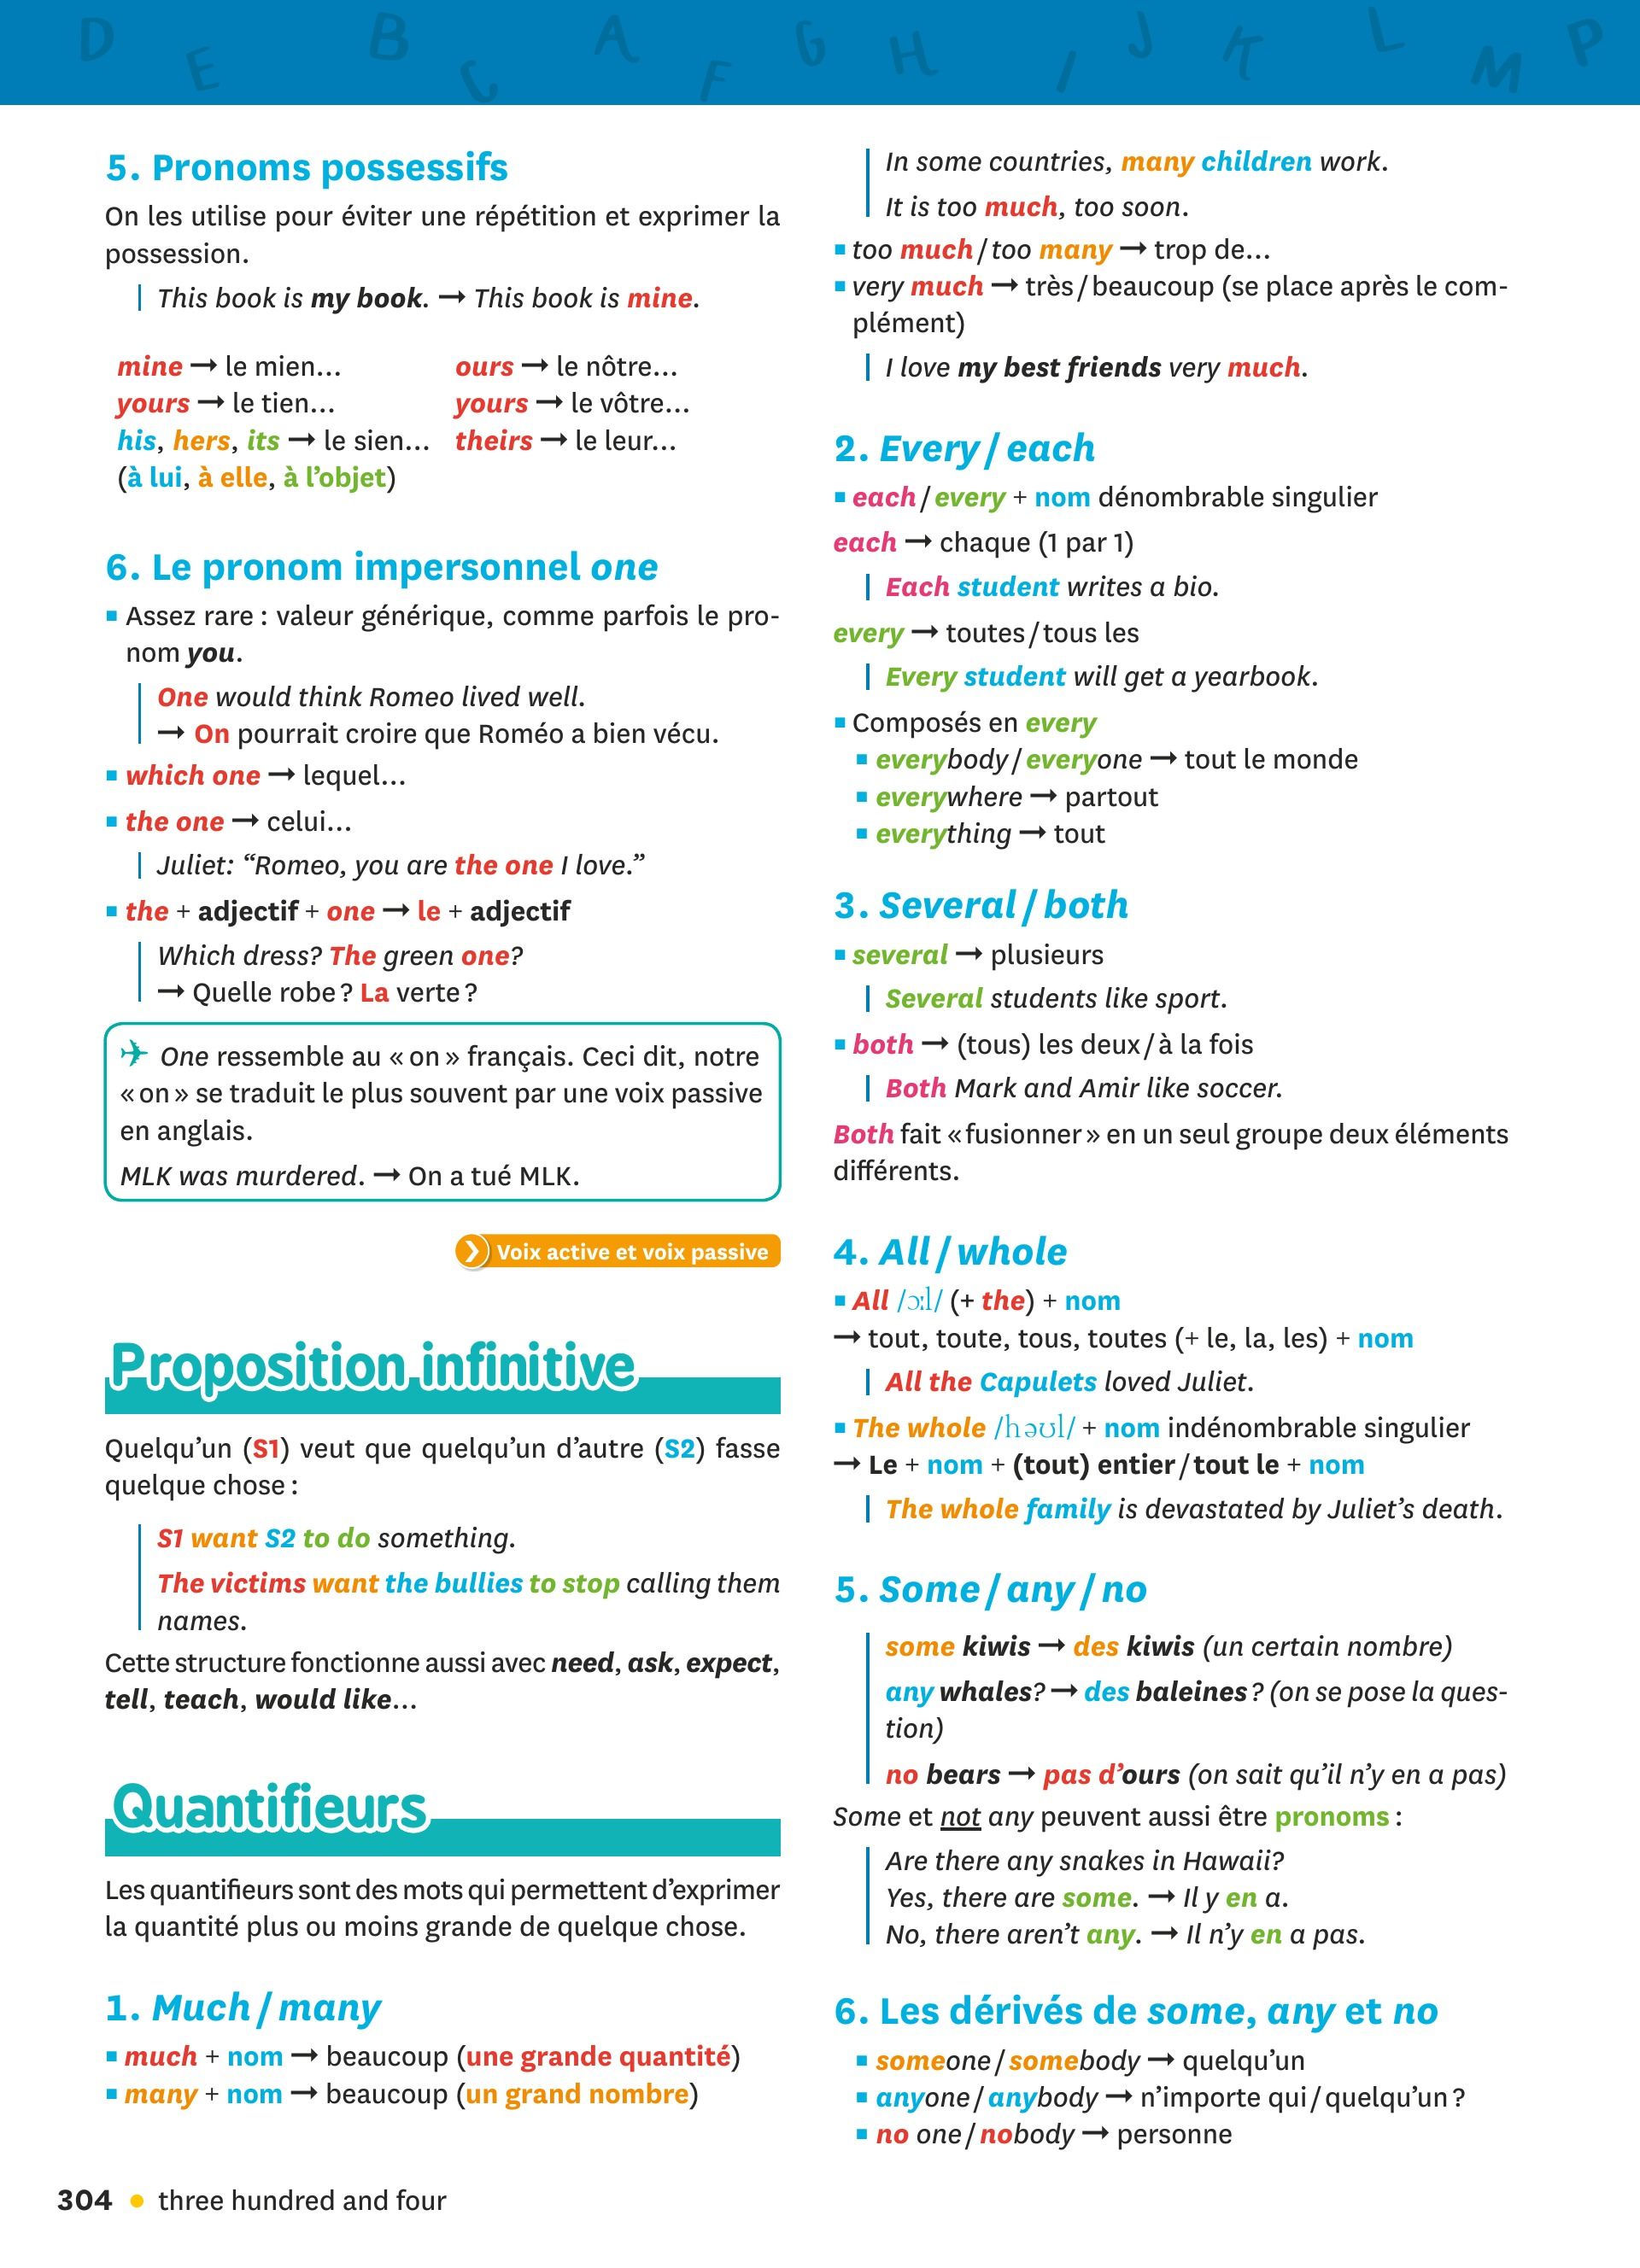 D E B C A F G H I J K L M P
5. Pronoms possessifs
On les utilise pour éviter une répétition et exprimer la
possession.
This book is my book. → This book is mine.
mine → le mien…
yours → le tien…
his, hers, its → le sien…
(à lui, à elle, à l’objet)
ours → le nôtre…
yours → le vôtre…
theirs → le leur…
6. Le pronom impersonnel one
▪ Assez rare : valeur générique, comme parfois le pro-
nom you.
One would think Romeo lived well.
→ On pourrait croire que Roméo a bien vécu.
▪ which one → lequel…
▪ the one → celui…
Juliet: “Romeo, you are the one I love.”
▪ the + adjectif + one → le + adjectif
Which dress? The green one?
→ Quelle robe ? La verte ?
✈ One ressemble au « on » français. Ceci dit, notre
« on » se traduit le plus souvent par une voix passive
en anglais.
MLK was murdered. → On a tué MLK.
❯ Voix active et voix passive
Proposition infinitive
Quelqu’un (S1) veut que quelqu’un d’autre (S2) fasse
quelque chose :
S1 want S2 to do something.
The victims want the bullies to stop calling them
names.
Cette structure fonctionne aussi avec need, ask, expect,
tell, teach, would like…
Quantifieurs
Les quantifieurs sont des mots qui permettent d’exprimer
la quantité plus ou moins grande de quelque chose.
1. Much / many
▪ much + nom → beaucoup (une grande quantité)
▪ many + nom → beaucoup (un grand nombre)
In some countries, many children work.
It is too much, too soon.
▪ too much / too many → trop de…
▪ very much → très / beaucoup (se place après le com-
plément)
I love my best friends very much.
2. Every / each
▪ each / every + nom dénombrable singulier
each → chaque (1 par 1)
Each student writes a bio.
every → toutes / tous les
Every student will get a yearbook.
▪ Composés en every
▪ everybody / everyone → tout le monde
▪ everywhere → partout
▪ everything → tout
3. Several / both
▪ several → plusieurs
Several students like sport.
▪ both → (tous) les deux / à la fois
Both Mark and Amir like soccer.
Both fait « fusionner » en un seul groupe deux éléments
différents.
4. All / whole
▪ All /ɔːl/ (+ the) + nom
→ tout, toute, tous, toutes (+ le, la, les) + nom
All the Capulets loved Juliet.
▪ The whole /həʊl/ + nom indénombrable singulier
→ Le + nom + (tout) entier / tout le + nom
The whole family is devastated by Juliet’s death.
5. Some / any / no
some kiwis → des kiwis (un certain nombre)
any whales? → des baleines ? (on se pose la ques-
tion)
no bears → pas d’ours (on sait qu’il n’y en a pas)
Some et not any peuvent aussi être pronoms :
Are there any snakes in Hawaii?
Yes, there are some. → Il y en a.
No, there aren’t any. → Il n’y en a pas.
6. Les dérivés de some, any et no
▪ someone / somebody → quelqu’un
▪ anyone / anybody → n’importe qui / quelqu’un ?
▪ no one / nobody → personne
304 • three hundred and four